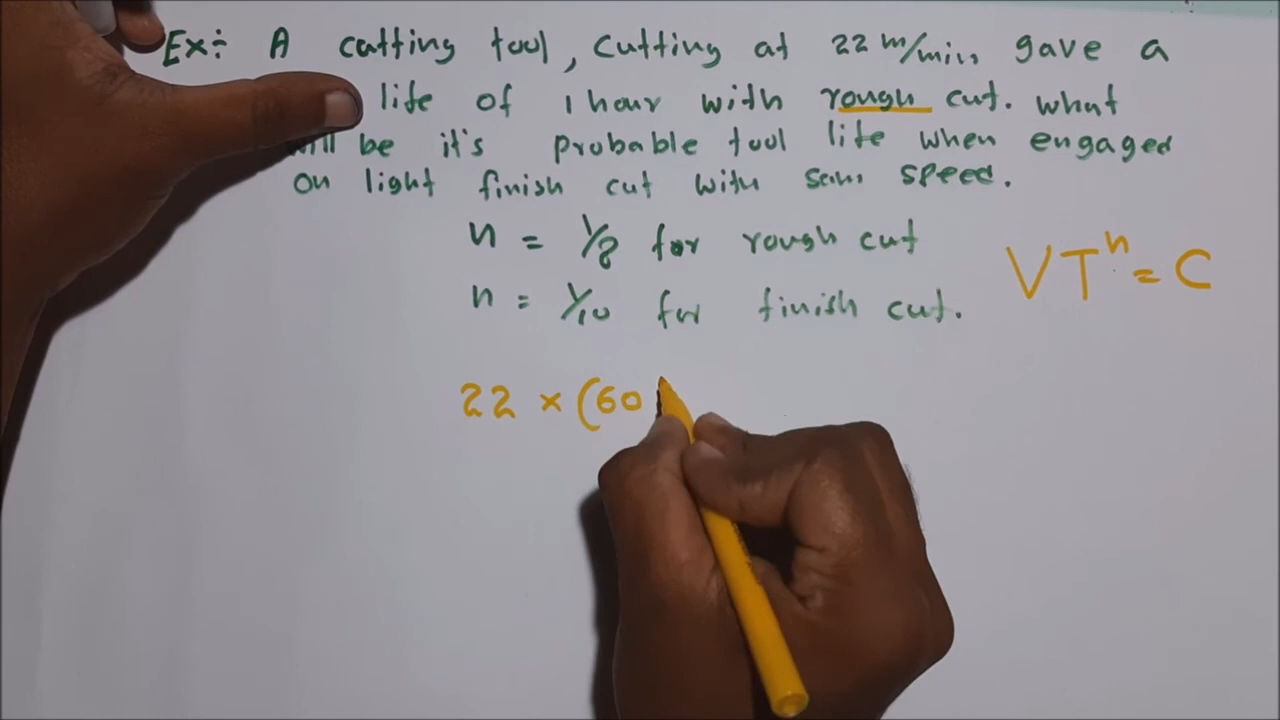 Ex:- A cutting tool, cutting at 22 m/min gave a
life of 1 hour with rough cut. what
will be it's probable tool life when engaged
on light finish cut with same speed.
n = 1/8 for rough cut
n = 1/10 for finish cut.
VTⁿ = C
22 × (60